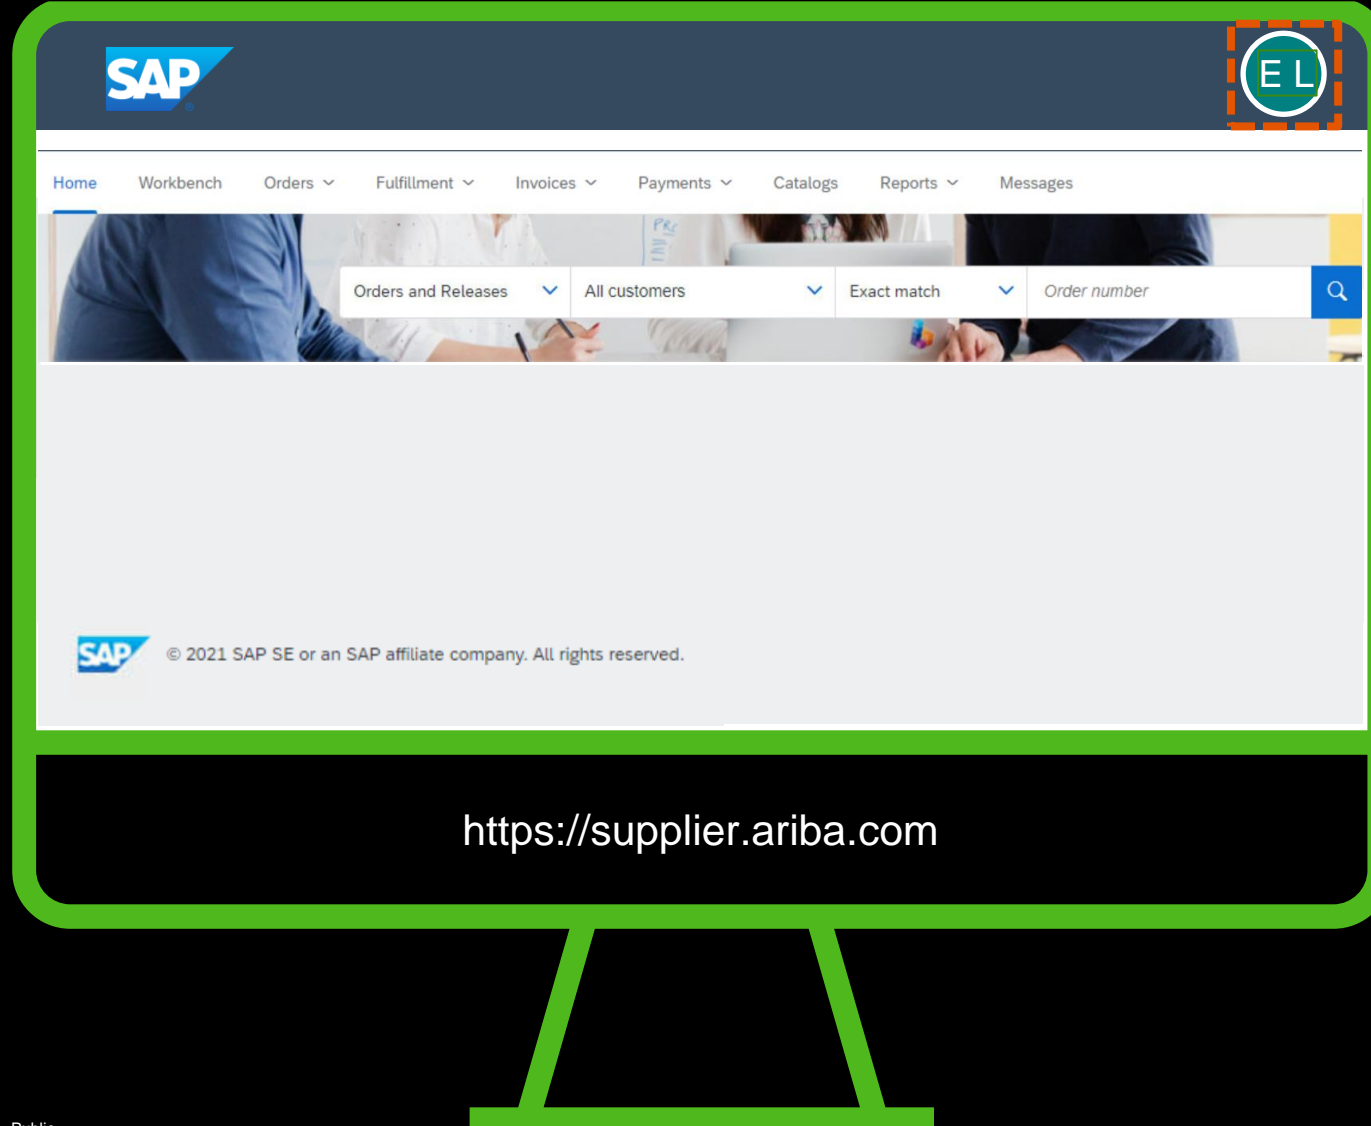 SAP
E L
Home Workbench Orders Fulfillment Invoices Payments Catalogs Reports Messages
Orders and Releases All customers Exact match Order number
SAP © 2021 SAP SE or an SAP affiliate company. All rights reserved.
https://supplier.ariba.com